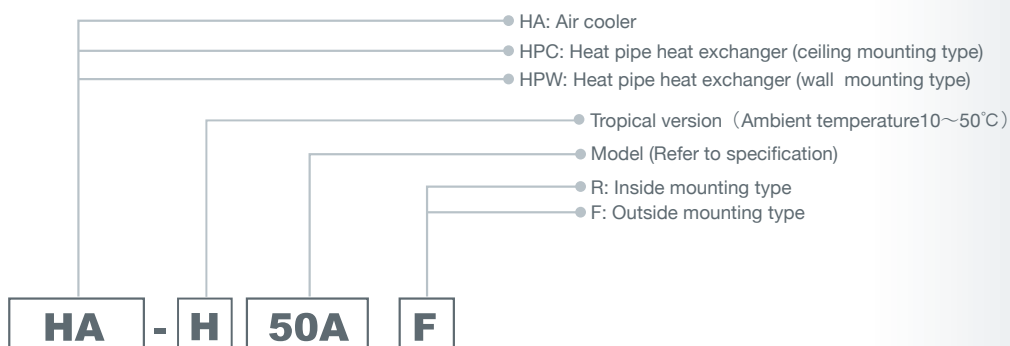 HA: Air cooler
HPC: Heat pipe heat exchanger (ceiling mounting type)
HPW: Heat pipe heat exchanger (wall mounting type)
Tropical version（Ambient temperature10～50℃）
Model (Refer to specification)
R: Inside mounting type
F: Outside mounting type
HA - H 50A F